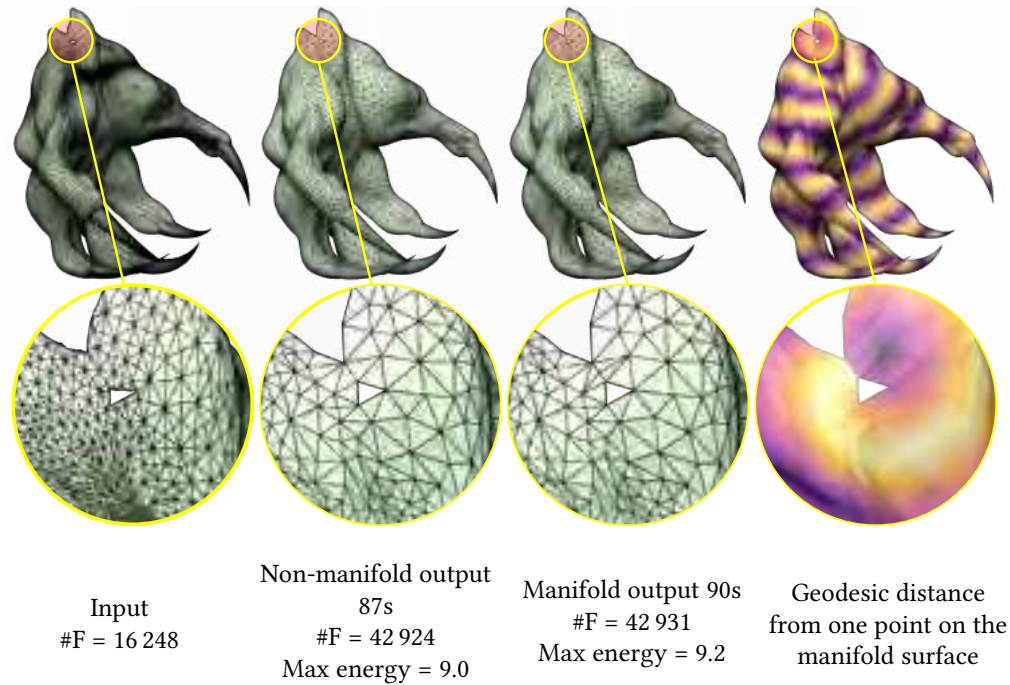 Input
#F = 16 248
Non-manifold output
87s
#F = 42 924
Max energy = 9.0
Manifold output 90s
#F = 42 931
Max energy = 9.2
Geodesic distance
from one point on the
manifold surface